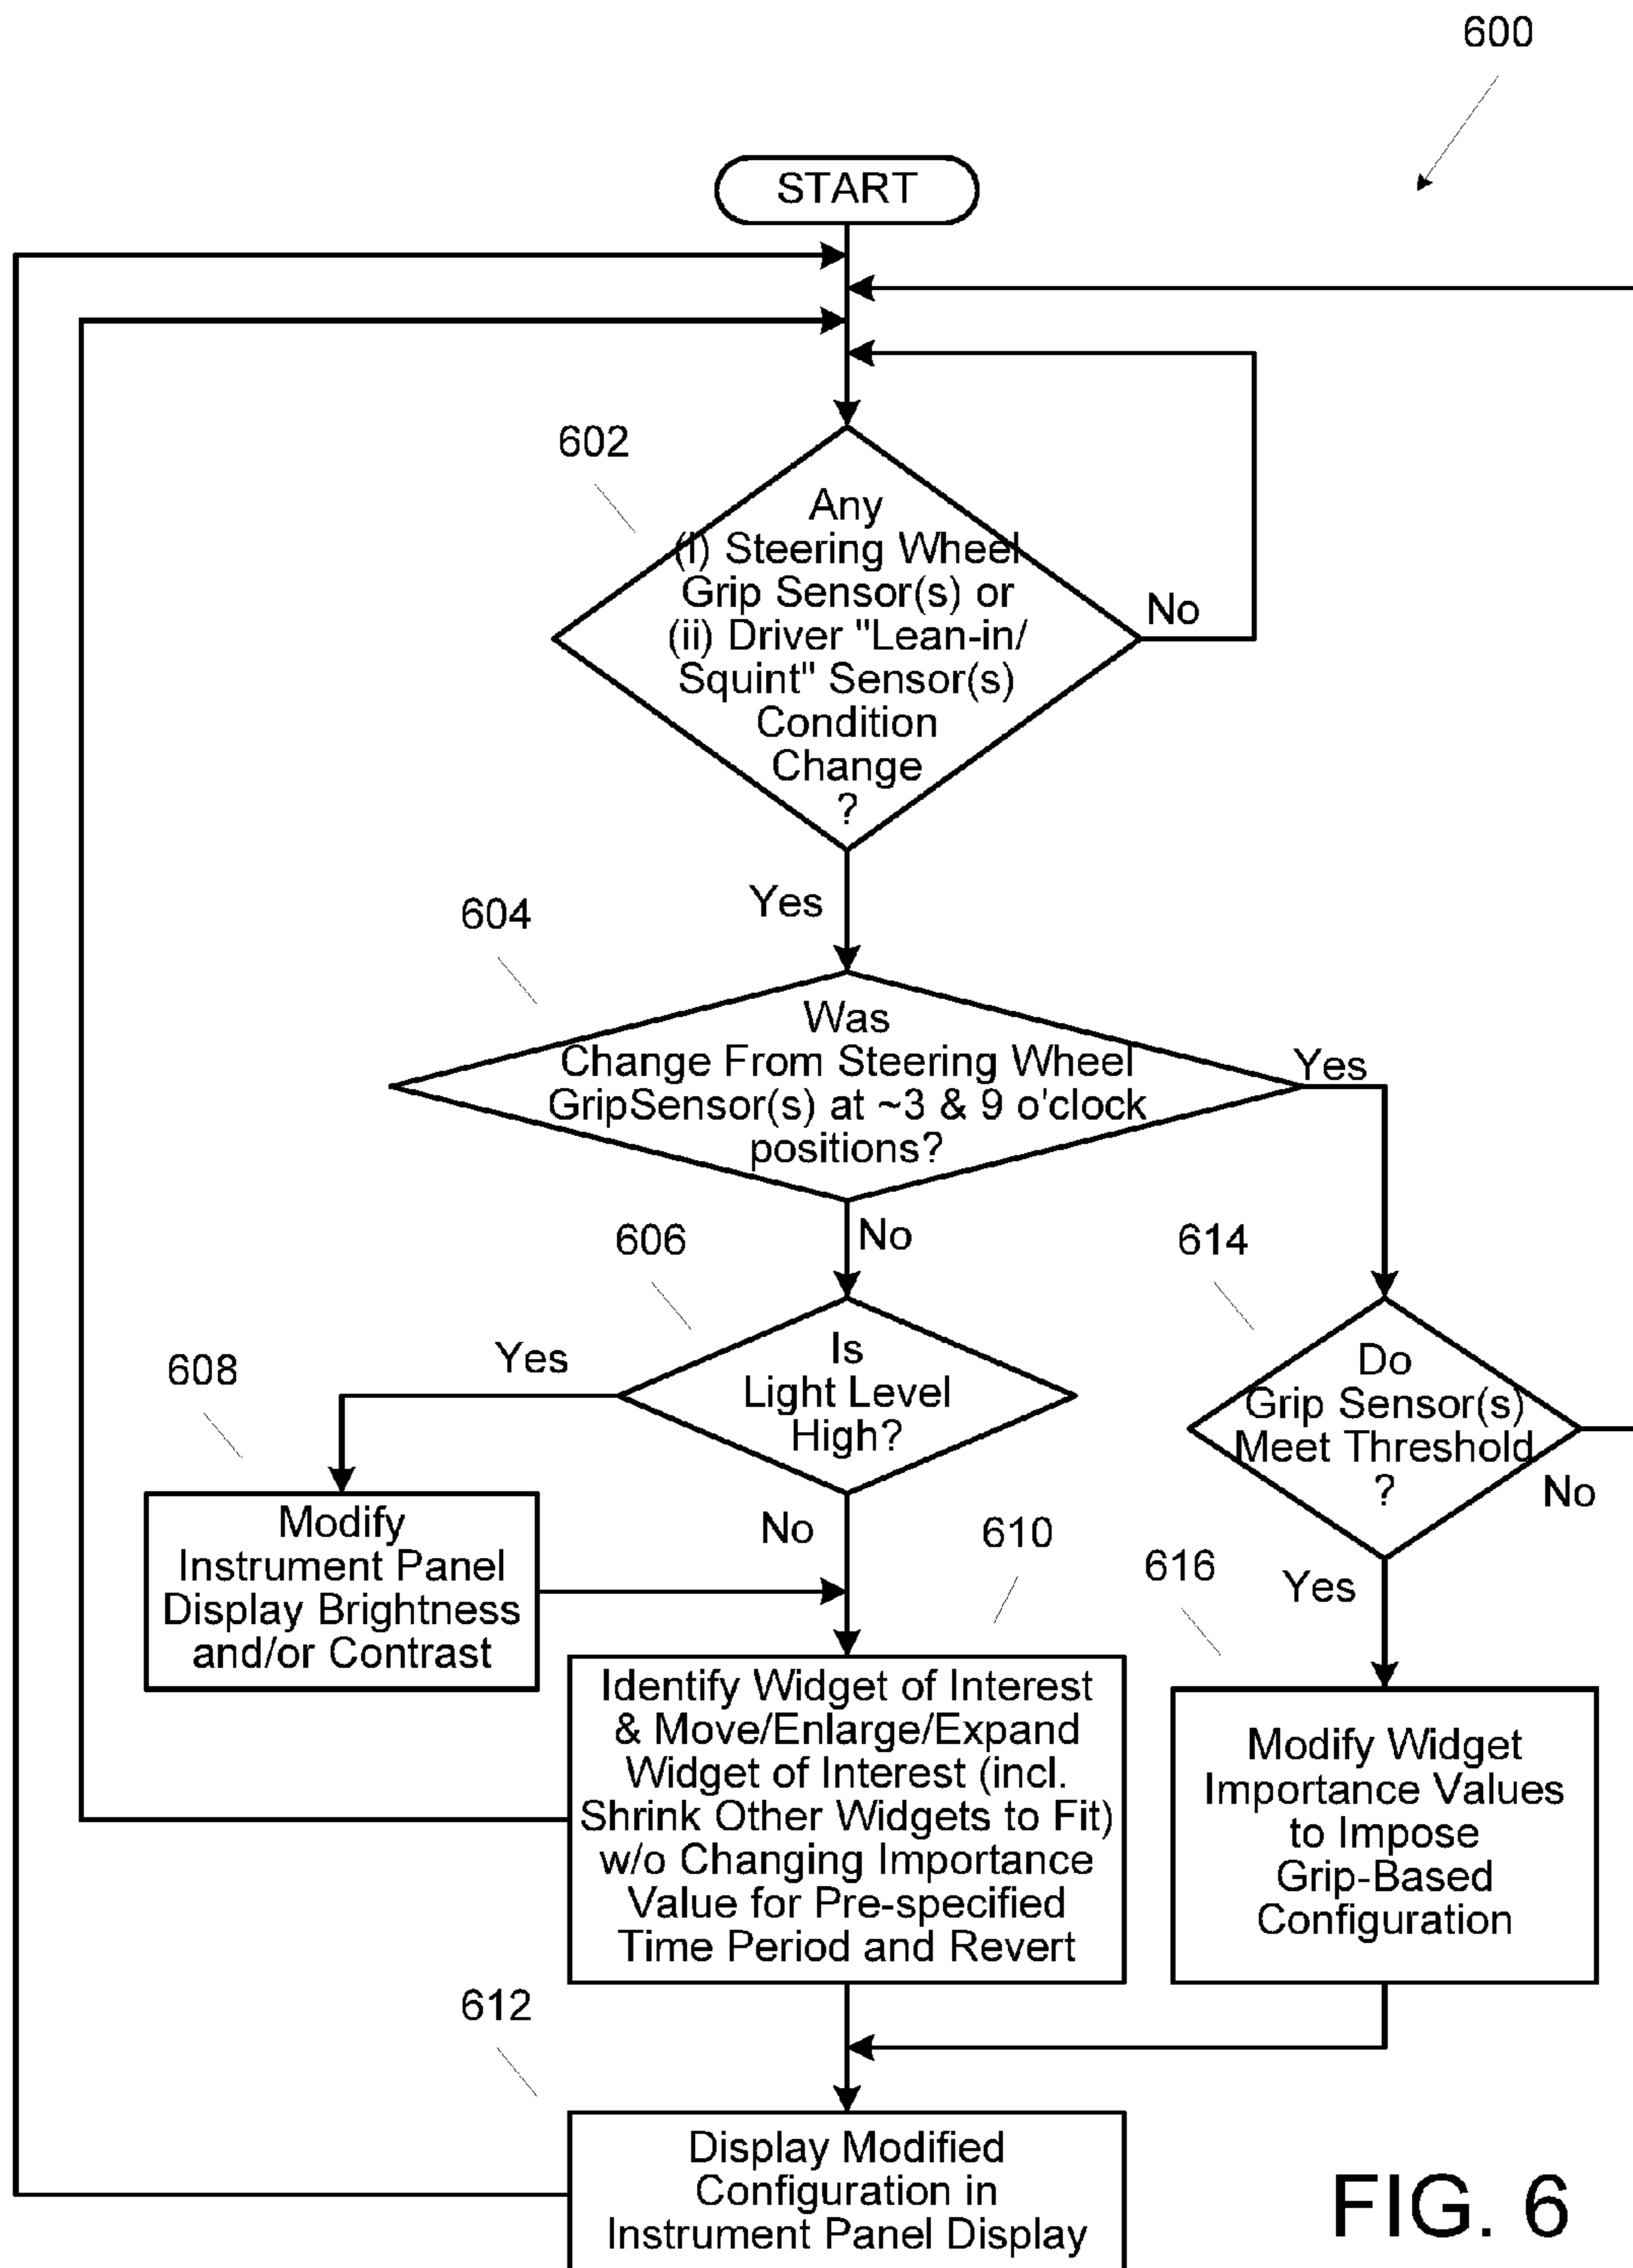 600
START
602
Any
(i) Steering Wheel
Grip Sensor(s) or
(ii) Driver "Lean-in/
Squint" Sensor(s)
Condition
Change
?
No
Yes
604
Was
Change From Steering Wheel
GripSensor(s) at ~3 & 9 o'clock
positions?
Yes
No
606
Is
Light Level
High?
Yes
No
608
Modify
Instrument Panel
Display Brightness
and/or Contrast
614
Do
Grip Sensor(s)
Meet Threshold
?
No
Yes
610
Identify Widget of Interest
& Move/Enlarge/Expand
Widget of Interest (incl.
Shrink Other Widgets to Fit)
w/o Changing Importance
Value for Pre-specified
Time Period and Revert
616
Modify Widget
Importance Values
to Impose
Grip-Based
Configuration
612
Display Modified
Configuration in
Instrument Panel Display
FIG. 6